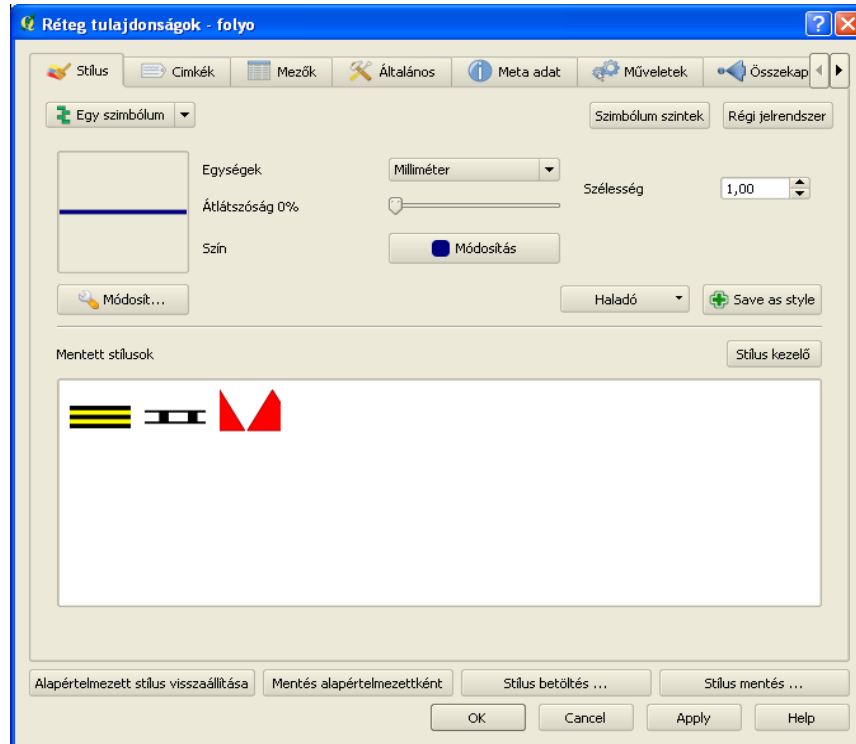 Réteg tulajdonságok - folyo
Stílus Cimkék Mezők Általános Meta adat Műveletek Összekap
Egy szimbólum Szimbólum szintek Régi jelrendszer
Egységek Milliméter
Szélesség 1,00
Átlátszóság 0%
Szín Módosítás
Módosít... Haladó Save as style
Mentett stílusok Stílus kezelő
Alapértelmezett stílus visszaállítása Mentés alapértelmezettként Stílus betöltés ... Stílus mentés ...
OK Cancel Apply Help